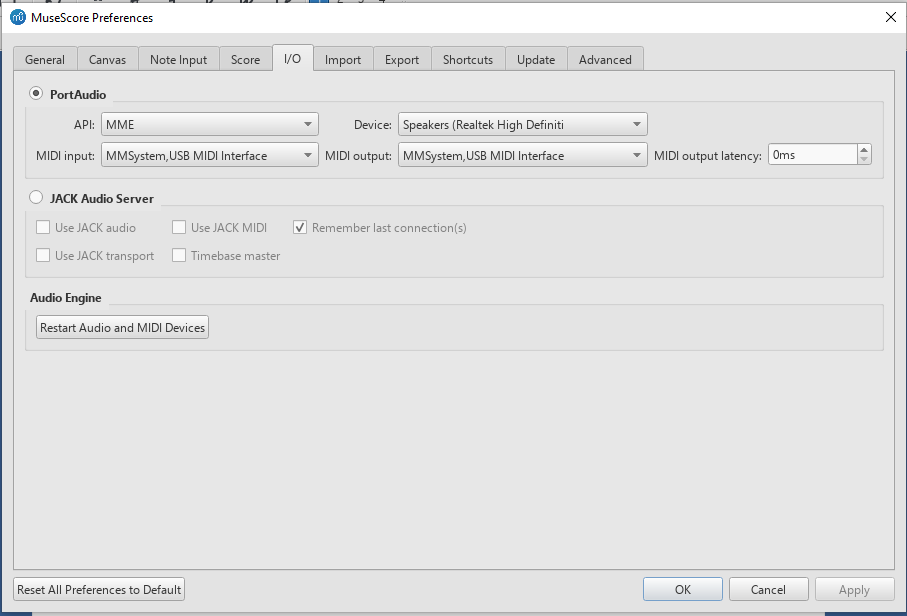 MuseScore Preferences
General Canvas Note Input Score I/O Import Export Shortcuts Update Advanced
PortAudio
API: MME Device: Speakers (Realtek High Definiti
MIDI input: MMSystem,USB MIDI Interface MIDI output: MMSystem,USB MIDI Interface MIDI output latency: 0ms
JACK Audio Server
Use JACK audio Use JACK MIDI Remember last connection(s)
Use JACK transport Timebase master
Audio Engine
Restart Audio and MIDI Devices
Reset All Preferences to Default OK Cancel Apply